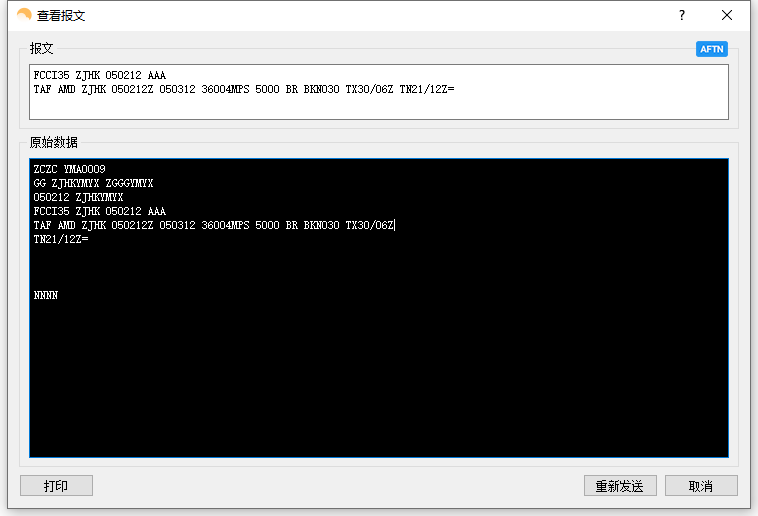 查看报文
报文
AFTN
FCCI35 ZJHK 050212 AAA
TAF AMD ZJHK 050212Z 050312 36004MPS 5000 BR BKN030 TX30/06Z TN21/12Z=
原始数据
ZCZC YMA0009
GG ZJHKYMYX ZGGGYMYX
050212 ZJHKYMYX
FCCI35 ZJHK 050212 AAA
TAF AMD ZJHK 050212Z 050312 36004MPS 5000 BR BKN030 TX30/06Z
TN21/12Z=
NNNN
打印
重新发送
取消